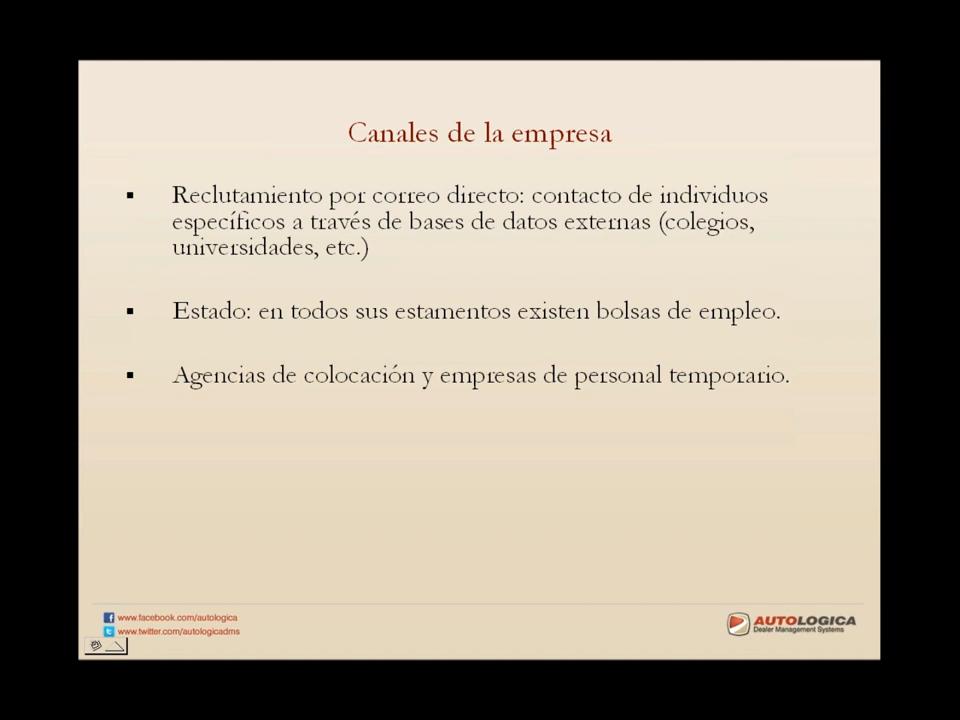 Canales de la empresa
▪ Reclutamiento por correo directo: contacto de individuos
específicos a través de bases de datos externas (colegios,
universidades, etc.)
▪ Estado: en todos sus estamentos existen bolsas de empleo.
▪ Agencias de colocación y empresas de personal temporario.
www.facebook.com/autologica
www.twitter.com/autologicadms
AUTOLOGICA
Dealer Management Systems